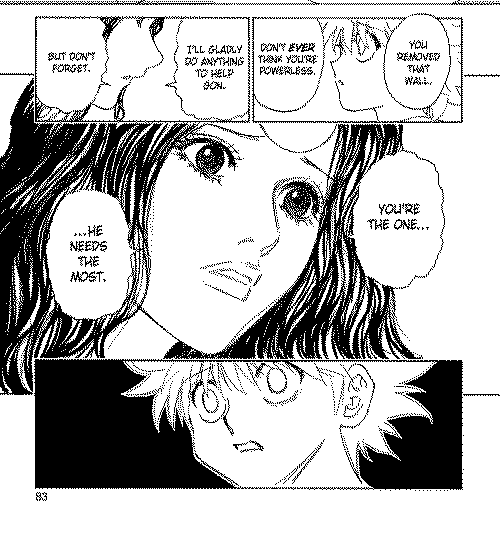 YOU
REMOVED
THAT
WALL.
DON'T EVER
THINK YOU'RE
POWERLESS.
I'LL GLADLY
DO ANYTHING
TO HELP
GON.
BUT DON'T
FORGET.
YOU'RE
THE ONE...
...HE
NEEDS
THE
MOST.
83